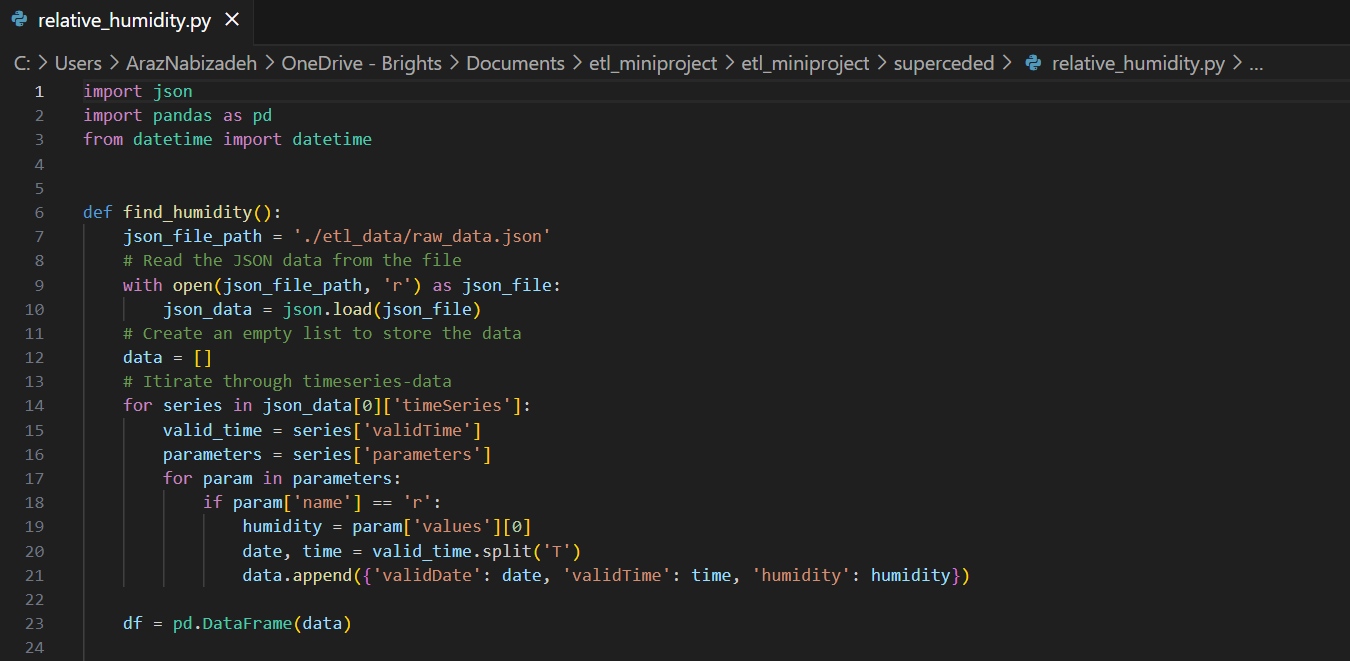 relative_humidity.py ×
C: > Users > ArazNabizadeh > OneDrive - Brights > Documents > etl_miniproject > etl_miniproject > superceded > relative_humidity.py > ...
1 import json
2 import pandas as pd
3 from datetime import datetime
4
5
6 def find_humidity():
7     json_file_path = './etl_data/raw_data.json'
8     # Read the JSON data from the file
9     with open(json_file_path, 'r') as json_file:
10         json_data = json.load(json_file)
11     # Create an empty list to store the data
12     data = []
13     # Itirate through timeseries-data
14     for series in json_data[0]['timeSeries']:
15         valid_time = series['validTime']
16         parameters = series['parameters']
17         for param in parameters:
18             if param['name'] == 'r':
19                 humidity = param['values'][0]
20                 date, time = valid_time.split('T')
21                 data.append({'validDate': date, 'validTime': time, 'humidity': humidity})
22
23     df = pd.DataFrame(data)
24